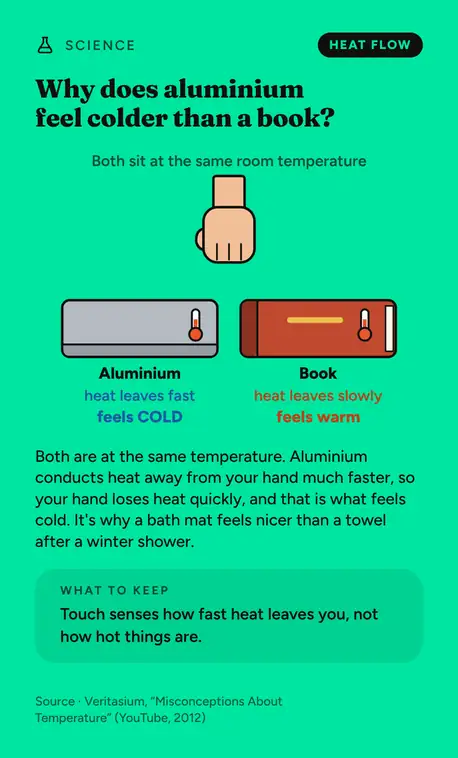 SCIENCE
HEAT FLOW
Why does aluminium
feel colder than a book?
Both sit at the same room temperature
Aluminium
heat leaves fast
feels COLD
Book
heat leaves slowly
feels warm
Both are at the same temperature. Aluminium
conducts heat away from your hand much faster, so
your hand loses heat quickly, and that is what feels
cold. It's why a bath mat feels nicer than a towel
after a winter shower.
WHAT TO KEEP
Touch senses how fast heat leaves you, not
how hot things are.
Source · Veritasium, “Misconceptions About
Temperature” (YouTube, 2012)